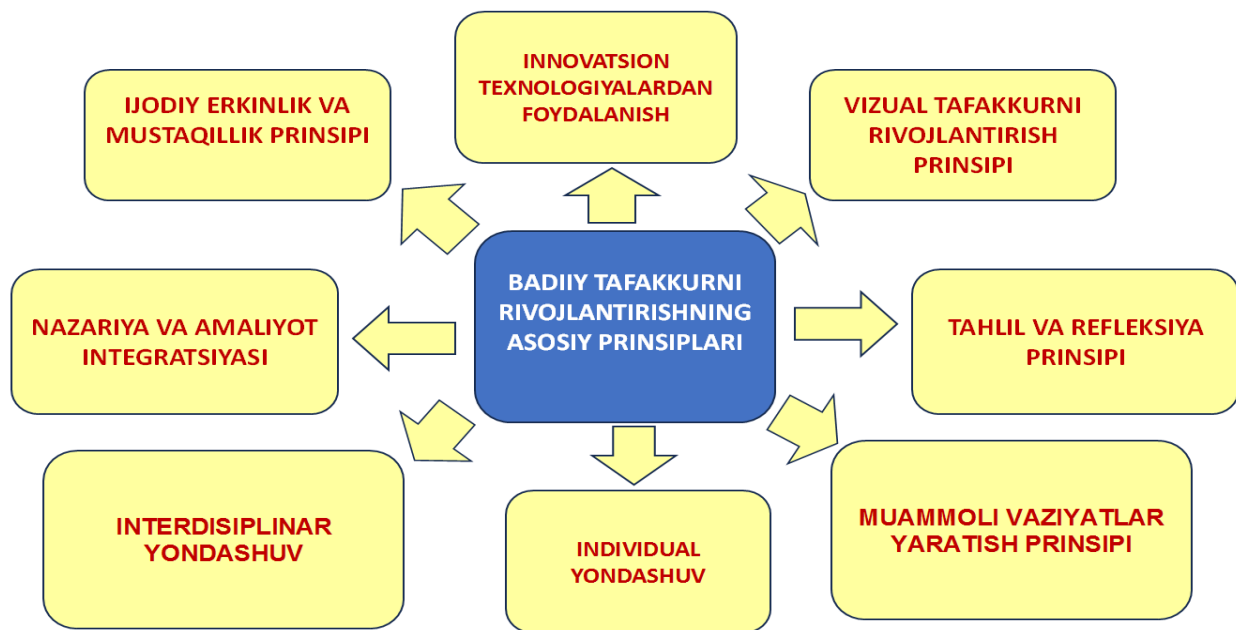 INNOVATSION
TEXNOLOGIYALARDAN
FOYDALANISH
IJODIY ERKINLIK VA
MUSTAQILLIK PRINSIPI
VIZUAL TAFAKKURNI
RIVOJLANTIRISH
PRINSIPI
BADIIY TAFAKKURNI
RIVOJLANTIRISHNING
ASOSIY PRINSIPLARI
NAZARIYA VA AMALIYOT
INTEGRATSIYASI
TAHLIL VA REFLEKSIYA
PRINSIPI
INTERDISIPLINAR
YONDASHUV
INDIVIDUAL
YONDASHUV
MUAMMOLI VAZIYATLAR
YARATISH PRINSIPI